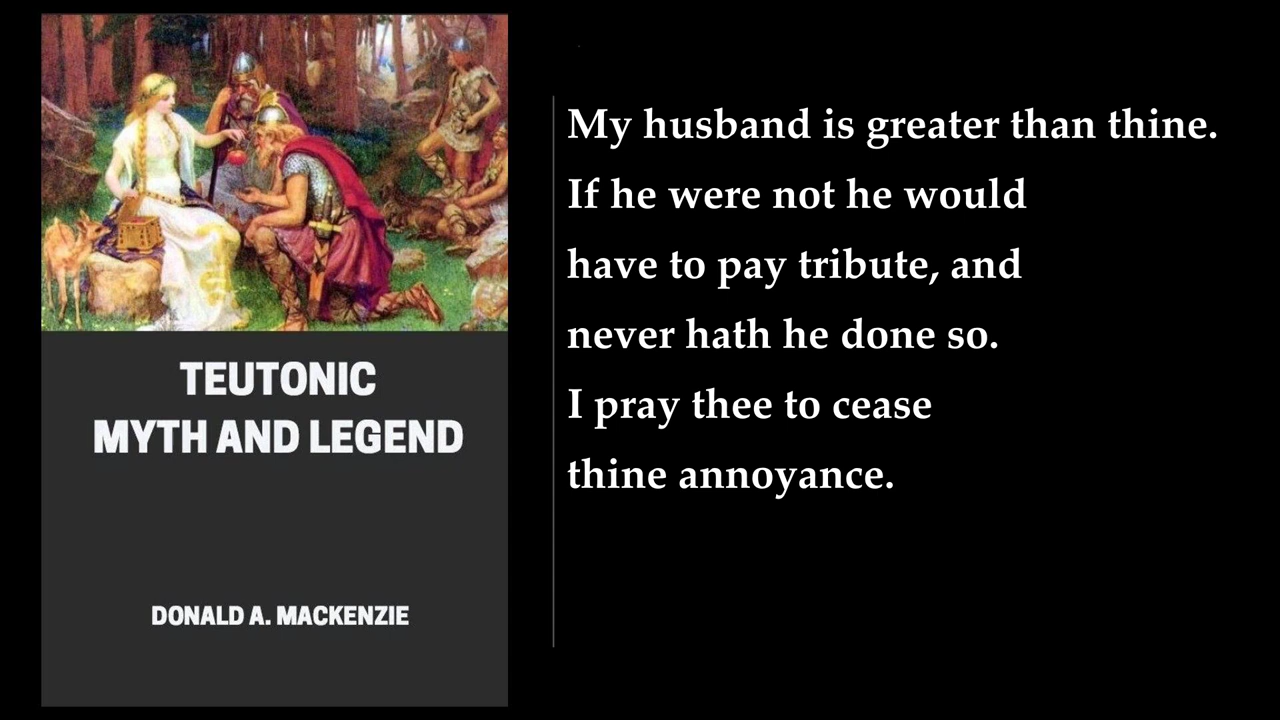 TEUTONIC
MYTH AND LEGEND
DONALD A. MACKENZIE
My husband is greater than thine.
If he were not he would
have to pay tribute, and
never hath he done so.
I pray thee to cease
thine annoyance.